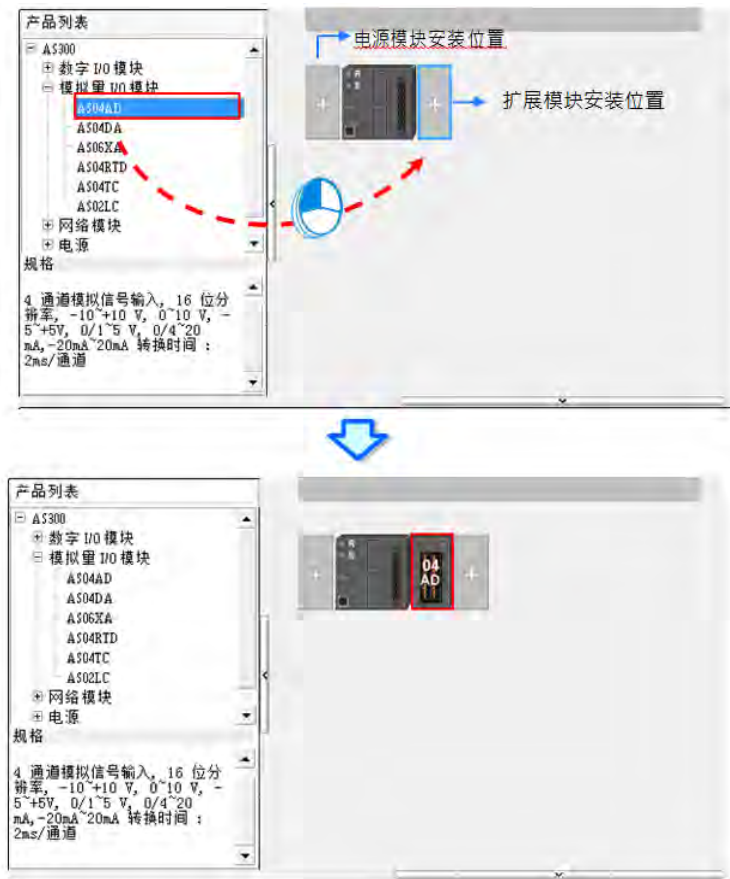 产品列表
电源模块安装位置
AS300
数字 I/O 模块
模拟量 I/O 模块
AS04AD
扩展模块安装位置
AS04DA
AS06XA
AS04RTD
AS04TC
AS02LC
网络模块
电源
规格
4 通道模拟信号输入, 16 位分
辨率, -10~+10 V, 0~10 V, -
5~+5V, 0/1~5 V, 0/4~20
mA,-20mA~20mA 转换时间 :
2ms/通道
产品列表
AS300
数字 I/O 模块
模拟量 I/O 模块
AS04AD
AS04DA
AS06XA
AS04RTD
AS04TC
AS02LC
网络模块
电源
04
AD
规格
4 通道模拟信号输入, 16 位分
辨率, -10~+10 V, 0~10 V, -
5~+5V, 0/1~5 V, 0/4~20
mA,-20mA~20mA 转换时间 :
2ms/通道